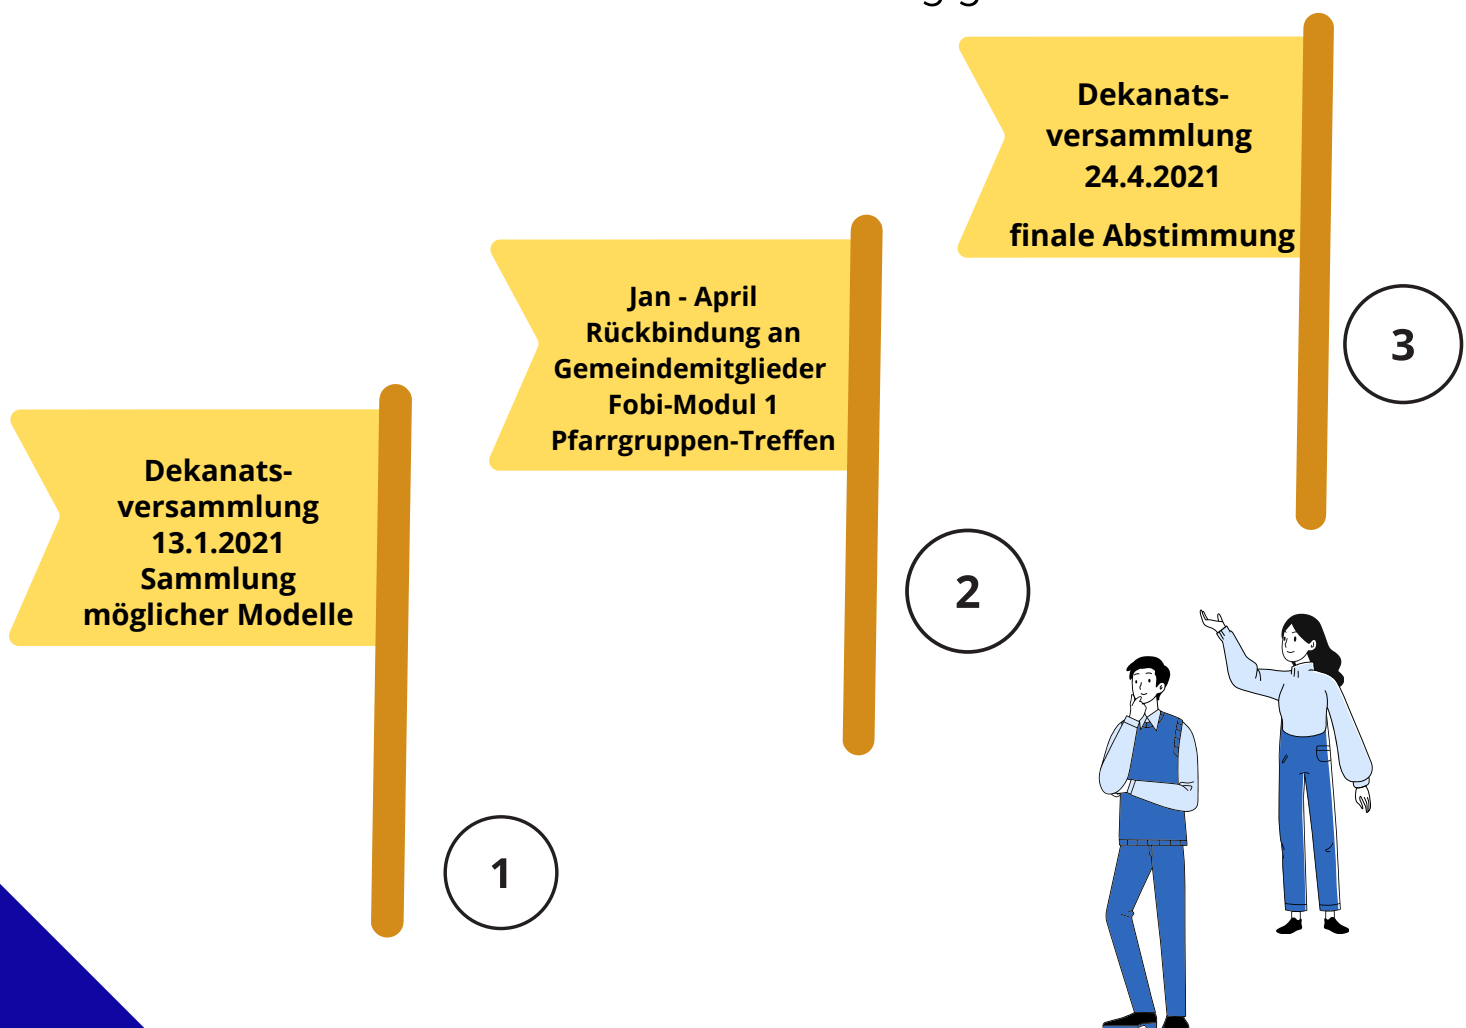 Dekanats-
versammlung
13.1.2021
Sammlung
möglicher Modelle
1
Jan - April
Rückbindung an
Gemeindemitglieder
Fobi-Modul 1
Pfarrgruppen-Treffen
2
Dekanats-
versammlung
24.4.2021
finale Abstimmung
3